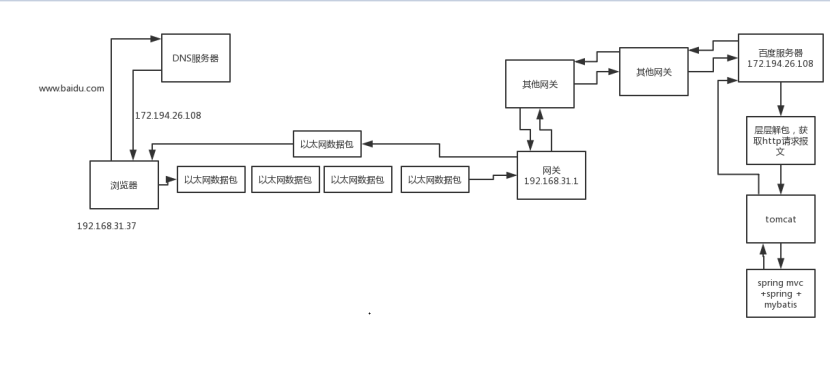 DNS服务器
www.baidu.com
172.194.26.108
浏览器
192.168.31.37
以太网数据包
以太网数据包
以太网数据包
以太网数据包
以太网数据包
网关
192.168.31.1
其他网关
其他网关
百度服务器
172.194.26.108
层层解包，获
取http请求报
文
tomcat
spring mvc
+spring +
mybatis